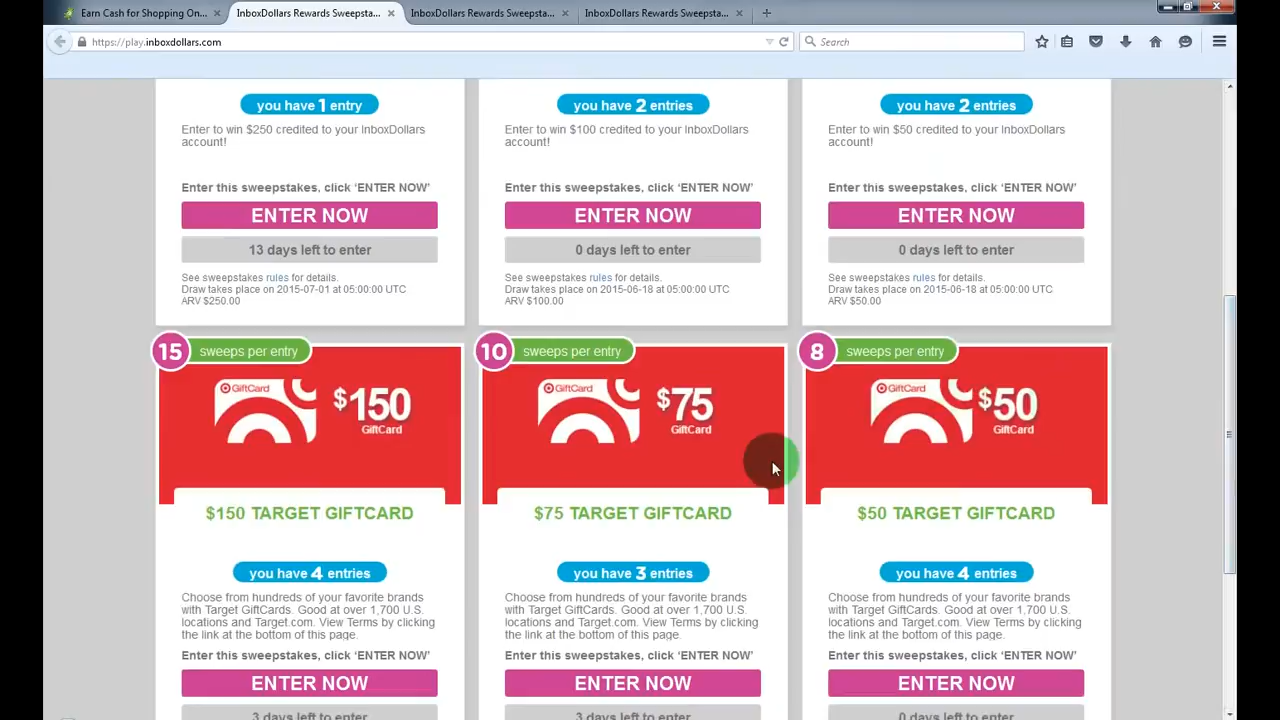 Earn Cash for Shopping On...
InboxDollars Rewards Sweepsta...
InboxDollars Rewards Sweepsta...
InboxDollars Rewards Sweepsta...
https://play.inboxdollars.com
Search
you have 1 entry
Enter to win $250 credited to your InboxDollars
account!
Enter this sweepstakes, click ‘ENTER NOW’
ENTER NOW
13 days left to enter
See sweepstakes rules for details.
Draw takes place on 2015-07-01 at 05:00:00 UTC
ARV $250.00
you have 2 entries
Enter to win $100 credited to your InboxDollars
account!
Enter this sweepstakes, click ‘ENTER NOW’
ENTER NOW
0 days left to enter
See sweepstakes rules for details.
Draw takes place on 2015-06-18 at 05:00:00 UTC
ARV $100.00
you have 2 entries
Enter to win $50 credited to your InboxDollars
account!
Enter this sweepstakes, click ‘ENTER NOW’
ENTER NOW
0 days left to enter
See sweepstakes rules for details.
Draw takes place on 2015-06-18 at 05:00:00 UTC
ARV $50.00
15 sweeps per entry
GiftCard
$150
GiftCard
$150 TARGET GIFTCARD
you have 4 entries
Choose from hundreds of your favorite brands
with Target GiftCards. Good at over 1,700 U.S.
locations and Target.com. View Terms by clicking
the link at the bottom of this page.
Enter this sweepstakes, click ‘ENTER NOW’
ENTER NOW
3 days left to enter
10 sweeps per entry
GiftCard
$75
GiftCard
$75 TARGET GIFTCARD
you have 3 entries
Choose from hundreds of your favorite brands
with Target GiftCards. Good at over 1,700 U.S.
locations and Target.com. View Terms by clicking
the link at the bottom of this page.
Enter this sweepstakes, click ‘ENTER NOW’
ENTER NOW
3 days left to enter
8 sweeps per entry
GiftCard
$50
GiftCard
$50 TARGET GIFTCARD
you have 4 entries
Choose from hundreds of your favorite brands
with Target GiftCards. Good at over 1,700 U.S.
locations and Target.com. View Terms by clicking
the link at the bottom of this page.
Enter this sweepstakes, click ‘ENTER NOW’
ENTER NOW
0 days left to enter